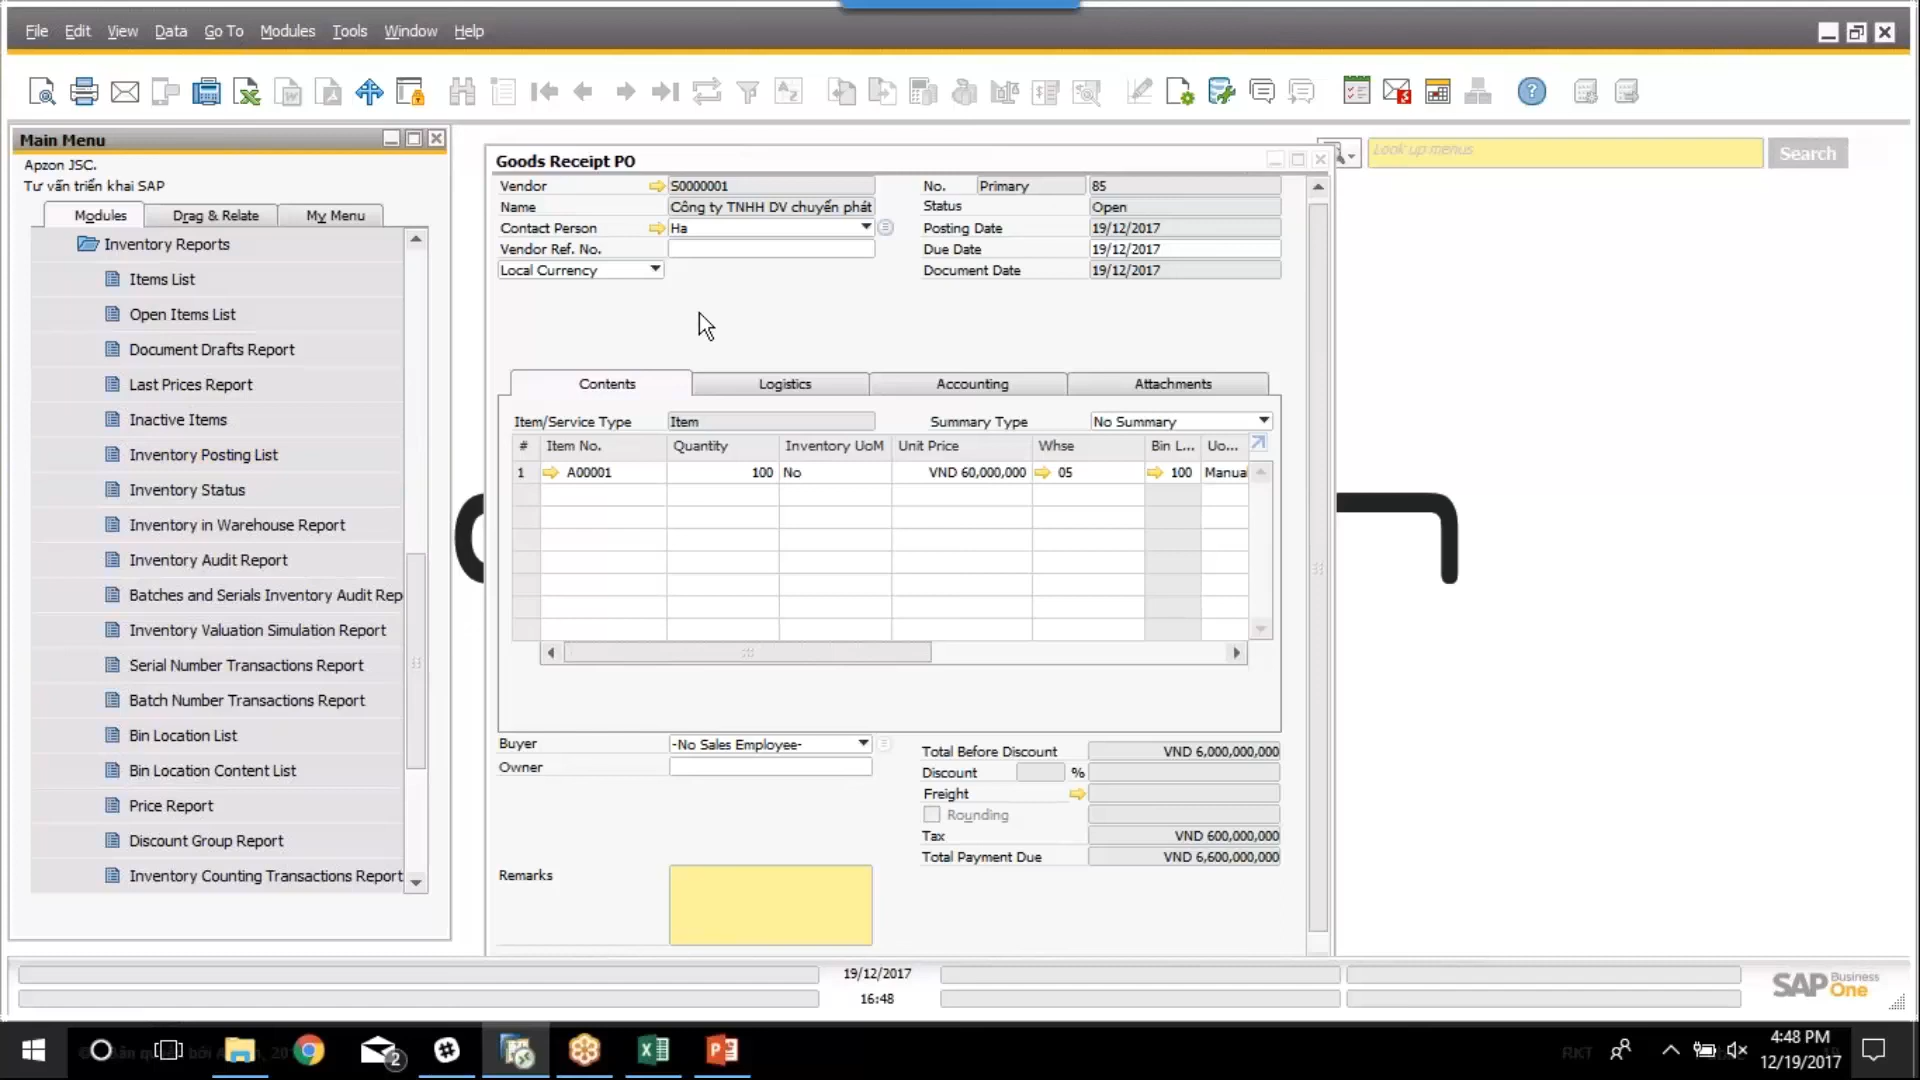 File Edit View Data Go To Modules Tools Window Help
Look up menus
Search
Main Menu
Apzon JSC.
Tư vấn triển khai SAP
Modules Drag & Relate My Menu
Inventory Reports
Items List
Open Items List
Document Drafts Report
Last Prices Report
Inactive Items
Inventory Posting List
Inventory Status
Inventory in Warehouse Report
Inventory Audit Report
Batches and Serials Inventory Audit Rep
Inventory Valuation Simulation Report
Serial Number Transactions Report
Batch Number Transactions Report
Bin Location List
Bin Location Content List
Price Report
Discount Group Report
Inventory Counting Transactions Report
Goods Receipt PO
Vendor S0000001 No. Primary 85
Name Công ty TNHH DV chuyển phát Status Open
Contact Person Ha Posting Date 19/12/2017
Vendor Ref. No. Due Date 19/12/2017
Local Currency Document Date 19/12/2017
Contents Logistics Accounting Attachments
Item/Service Type Item Summary Type No Summary
# Item No. Quantity Inventory UoM Unit Price Whse Bin L... Uo...
1 A00001 100 No VND 60,000,000 05 100 Manua
Buyer -No Sales Employee- Total Before Discount VND 6,000,000,000
Owner Discount %
Freight
Rounding
Tax VND 600,000,000
Total Payment Due VND 6,600,000,000
Remarks
19/12/2017
16:48
SAP Business One
2
RKT
4:48 PM
12/19/2017